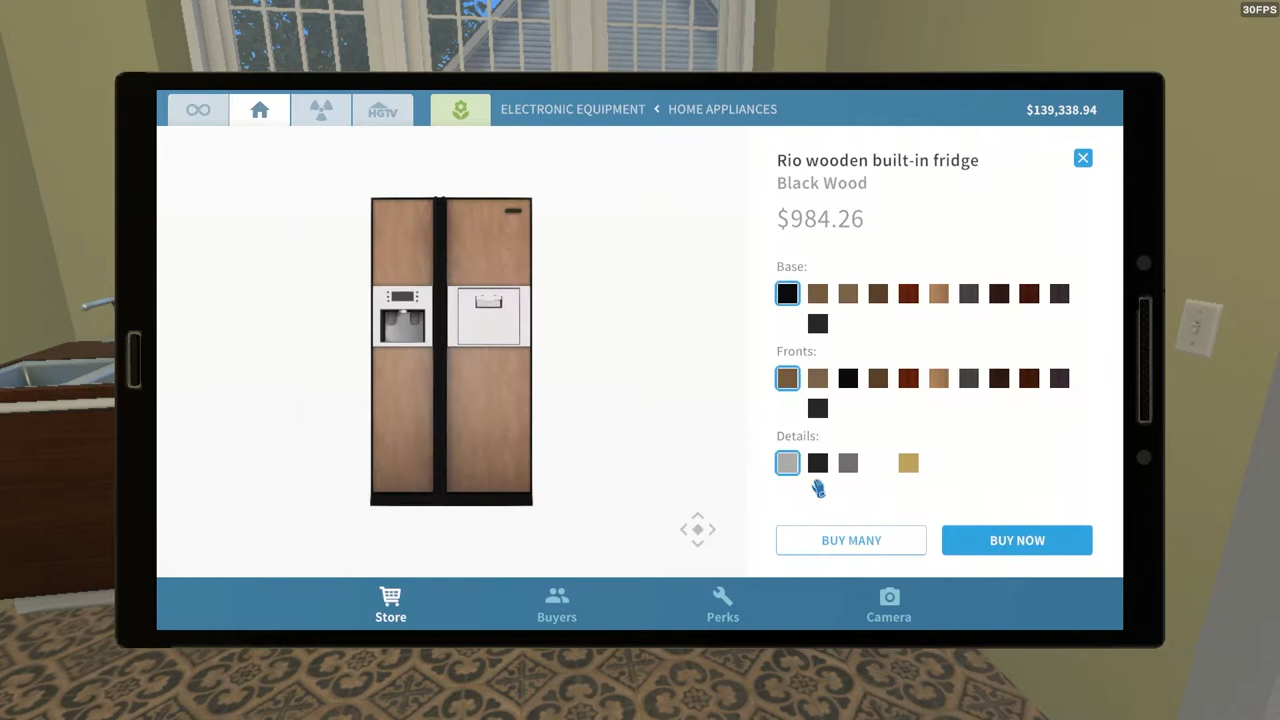 30FPS
HGTV
ELECTRONIC EQUIPMENT < HOME APPLIANCES
$139,338.94
Rio wooden built-in fridge
Black Wood
$984.26
Base:
Fronts:
Details:
BUY MANY
BUY NOW
Store
Buyers
Perks
Camera